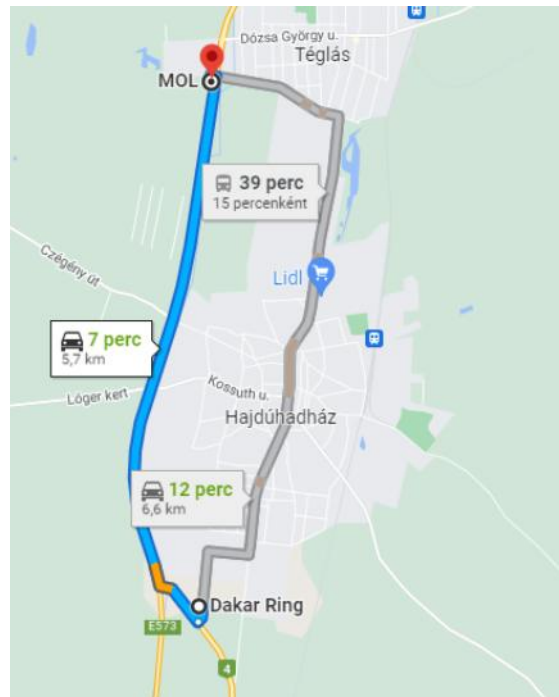 Dózsa György u.
Téglás
MOL
39 perc
15 percenként
Czégény út
Lidl
7 perc
5,7 km
Lóger kert
Kossuth u.
Hajdúhadház
12 perc
6,6 km
Dakar Ring
E573
4